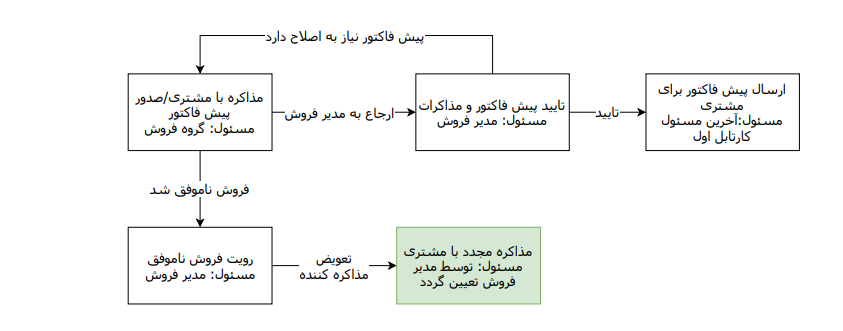 پیش فاکتور نیاز به اصلاح دارد
مذاکره با مشتری/صدور
پیش فاکتور
مسئول: گروه فروش
ارجاع به مدیر فروش
تایید پیش فاکتور و مذاکرات
مسئول: مدیر فروش
تایید
ارسال پیش فاکتور برای
مشتری
مسئول:آخرین مسئول
کارتابل اول
فروش ناموفق شد
رویت فروش ناموفق
مسئول: مدیر فروش
تعویض
مذاکره کننده
مذاکره مجدد با مشتری
مسئول: توسط مدیر
فروش تعیین گردد